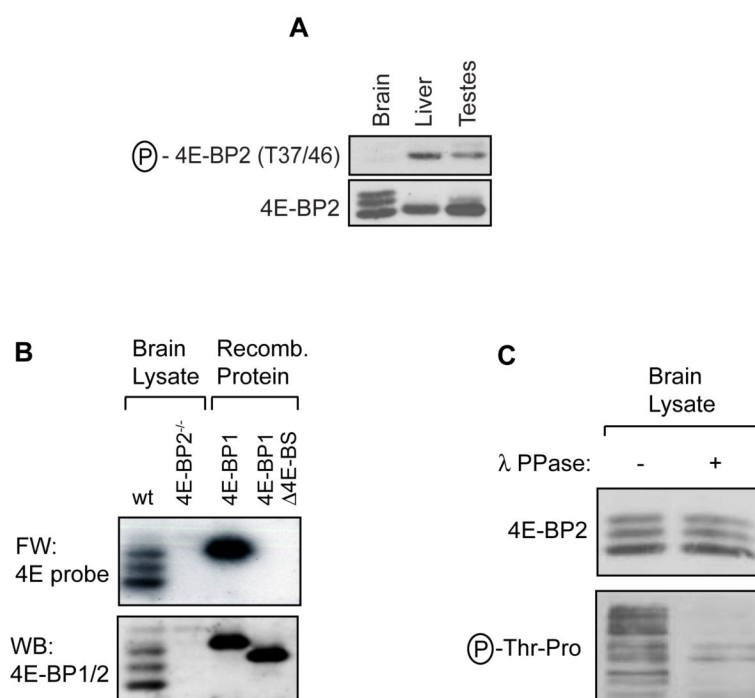 A
Brain
Liver
Testes
P - 4E-BP2 (T37/46)
4E-BP2
B
Brain
Lysate
Recomb.
Protein
wt
4E-BP2-/-
4E-BP1
4E-BP1
Δ4E-BS
FW:
4E probe
WB:
4E-BP1/2
C
Brain
Lysate
λ PPase:
-
+
4E-BP2
P-Thr-Pro